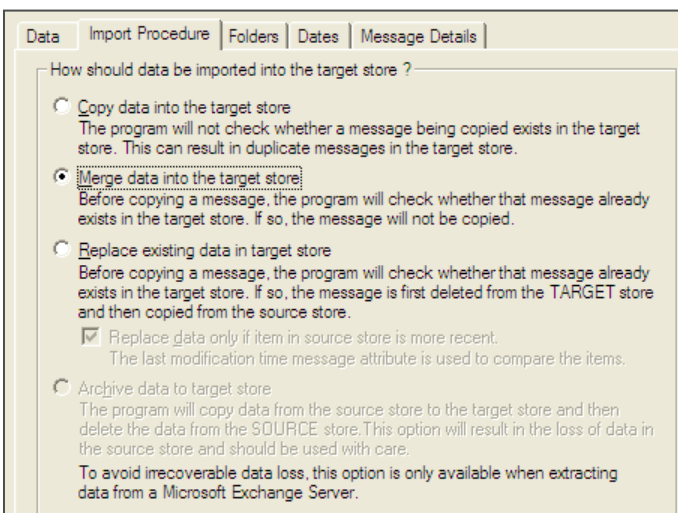 Data Import Procedure Folders Dates Message Details
How should data be imported into the target store ?
Copy data into the target store
The program will not check whether a message being copied exists in the target
store. This can result in duplicate messages in the target store.
Merge data into the target store
Before copying a message, the program will check whether that message already
exists in the target store. If so, the message will not be copied.
Replace existing data in target store
Before copying a message, the program will check whether that message already
exists in the target store. If so, the message is first deleted from the TARGET store
and then copied from the source store.
Replace data only if item in source store is more recent.
The last modification time message attribute is used to compare the items.
Archive data to target store
The program will copy data from the source store to the target store and then
delete the data from the SOURCE store.This option will result in the loss of data in
the source store and should be used with care.
To avoid irrecoverable data loss, this option is only available when extracting
data from a Microsoft Exchange Server.